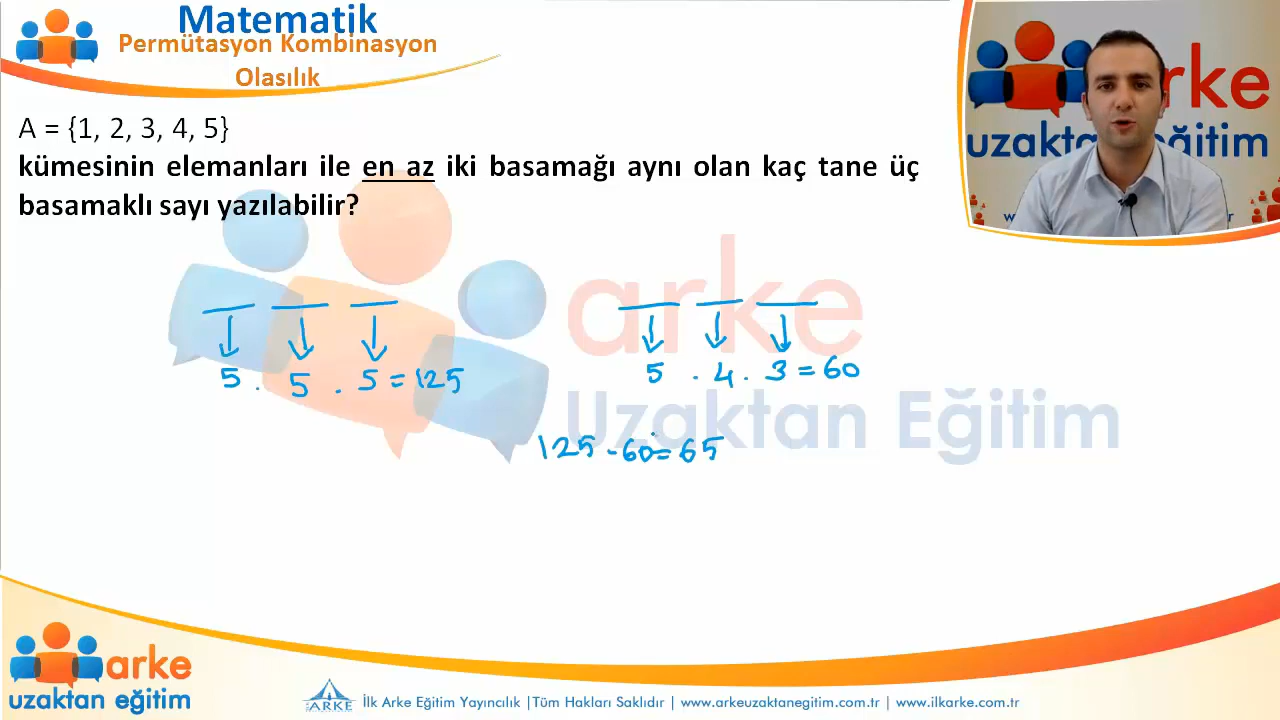 Matematik
Permütasyon Kombinasyon
Olasılık
arke
uzaktan eğitim
A = {1, 2, 3, 4, 5}
kümesinin elemanları ile en az iki basamağı aynı olan kaç tane üç
basamaklı sayı yazılabilir?
arke
Uzaktan Eğitim
5 . 5 . 5 = 125
5 . 4 . 3 = 60
125 - 60 = 65
arke
uzaktan eğitim
ARKE
İlk Arke Eğitim Yayıncılık |Tüm Hakları Saklıdır | www.arkeuzaktanegitim.com.tr | www.ilkarke.com.tr